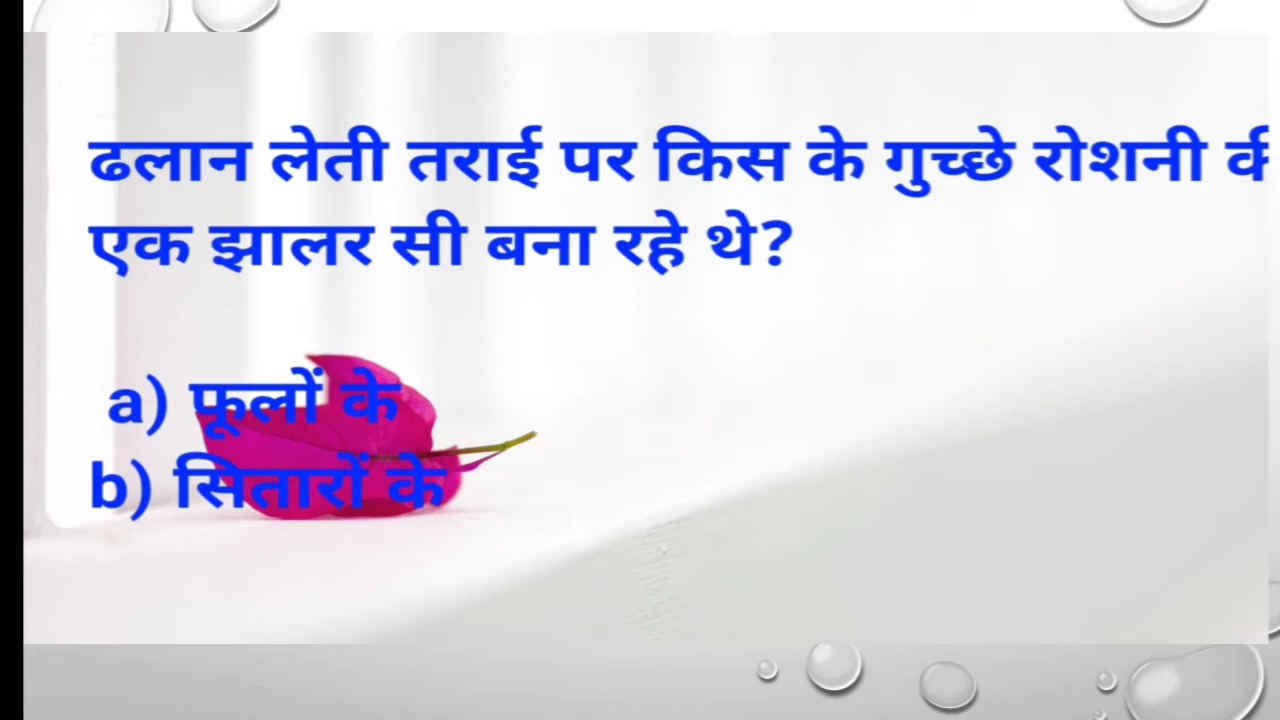 ढलान लेती तराई पर किस के गुच्छे रोशनी की
एक झालर सी बना रहे थे?
a) फूलों के
b) सितारों के